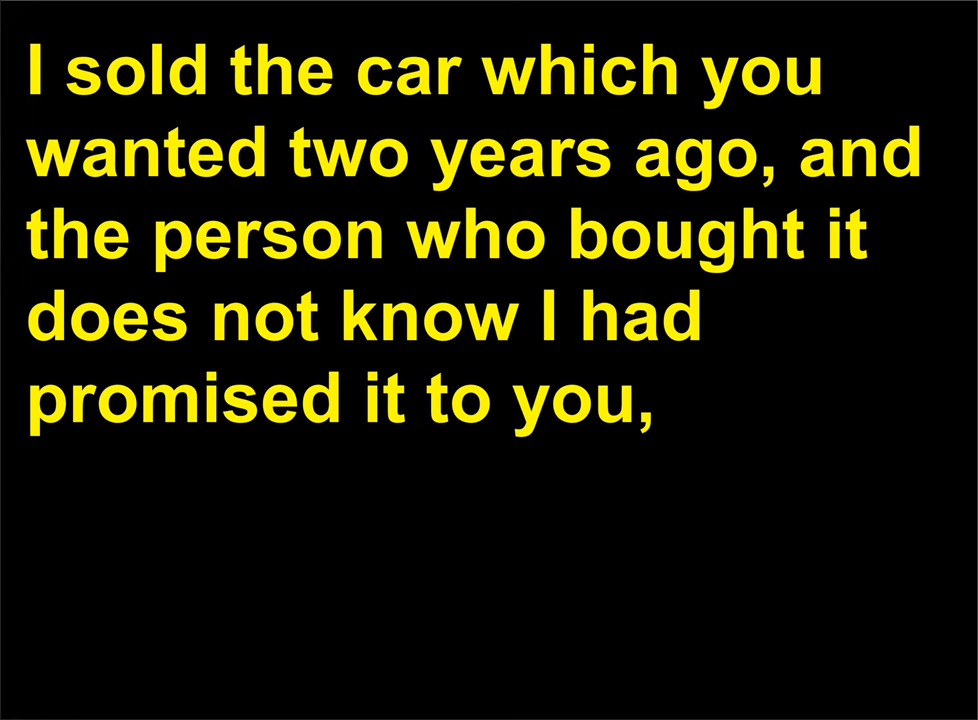 I sold the car which you
wanted two years ago, and
the person who bought it
does not know I had
promised it to you,